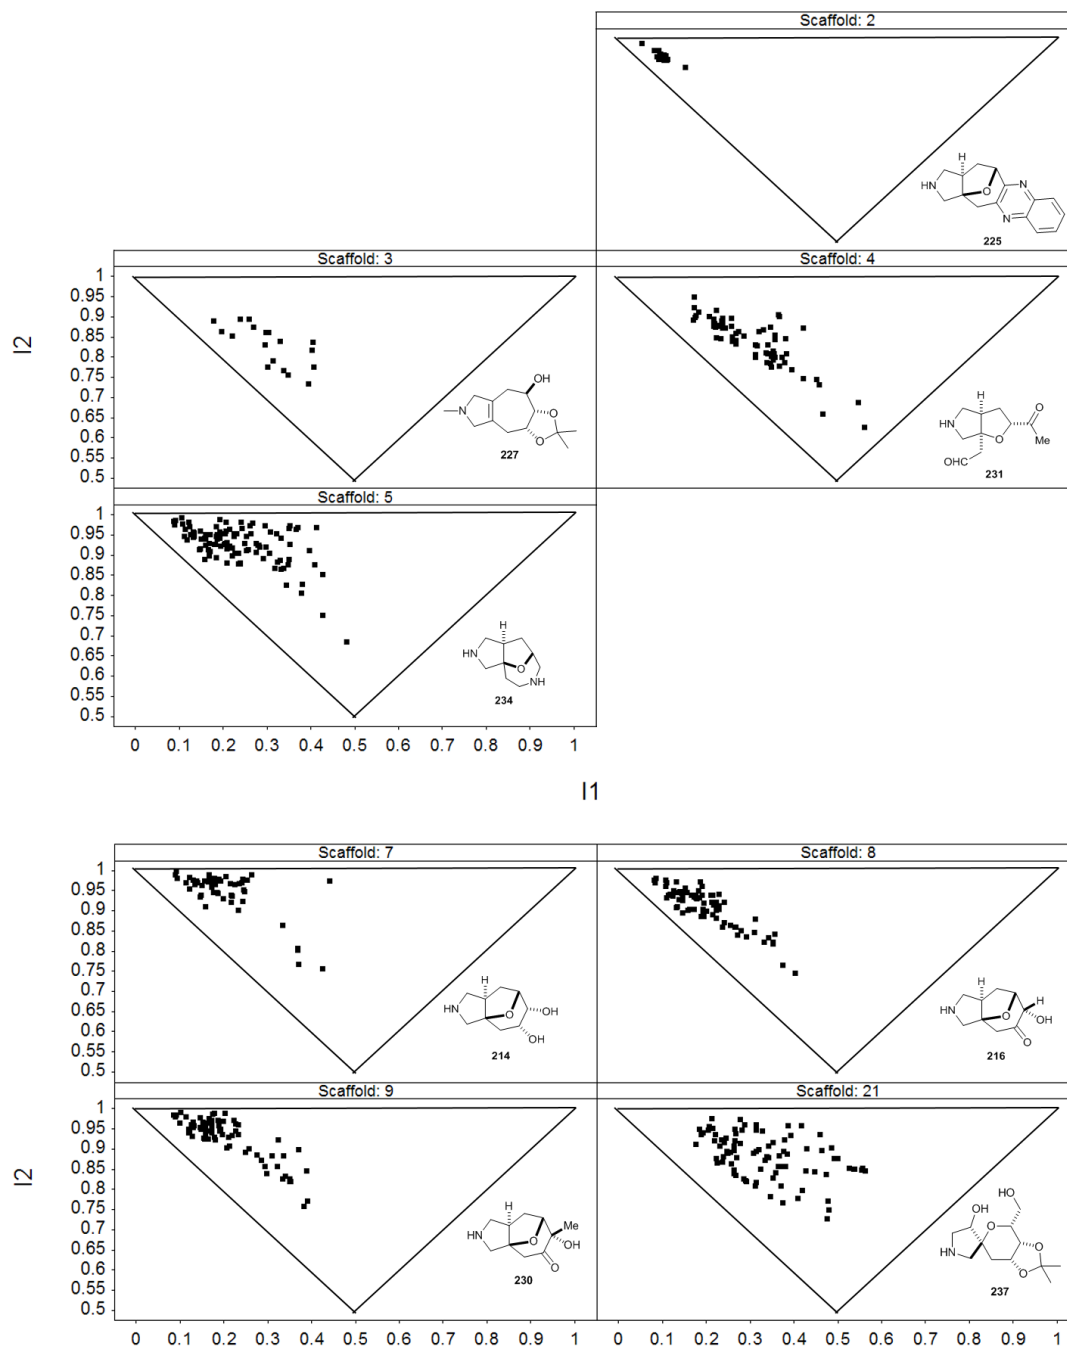 Scaffold: 2
H
HN
O
N
N
225
Scaffold: 3
Scaffold: 4
1
0.95
0.9
0.85
0.8
0.75
0.7
0.65
0.6
0.55
0.5
I2
OH
N
O
O
227
H
O
HN
O
Me
OHC
231
Scaffold: 5
1
0.95
0.9
0.85
0.8
0.75
0.7
0.65
0.6
0.55
0.5
H
HN
O
NH
234
0 0.1 0.2 0.3 0.4 0.5 0.6 0.7 0.8 0.9 1
I1
Scaffold: 7
Scaffold: 8
1
0.95
0.9
0.85
0.8
0.75
0.7
0.65
0.6
0.55
0.5
H
HN
O
OH
OH
214
H
H
HN
O
OH
O
216
Scaffold: 9
Scaffold: 21
1
0.95
0.9
0.85
0.8
0.75
0.7
0.65
0.6
0.55
0.5
I2
H
Me
HN
O
OH
O
230
HO
OH
O
HN
O
O
237
0 0.1 0.2 0.3 0.4 0.5 0.6 0.7 0.8 0.9 1
0 0.1 0.2 0.3 0.4 0.5 0.6 0.7 0.8 0.9 1